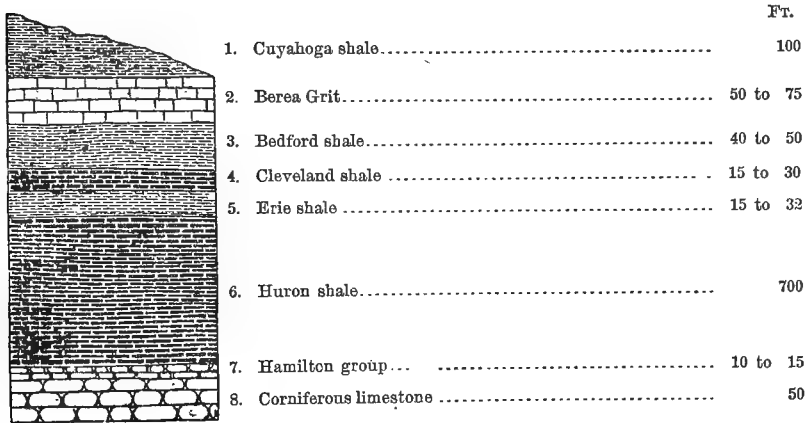 FT.
1. Cuyahoga shale........................................ 100
2. Berea Grit........................................ 50 to 75
3. Bedford shale........................................ 40 to 50
4. Cleveland shale ........................................ 15 to 30
5. Erie shale ........................................ 15 to 32
6. Huron shale........................................ 700
7. Hamilton group... ........................................ 10 to 15
8. Corniferous limestone ........................................ 50